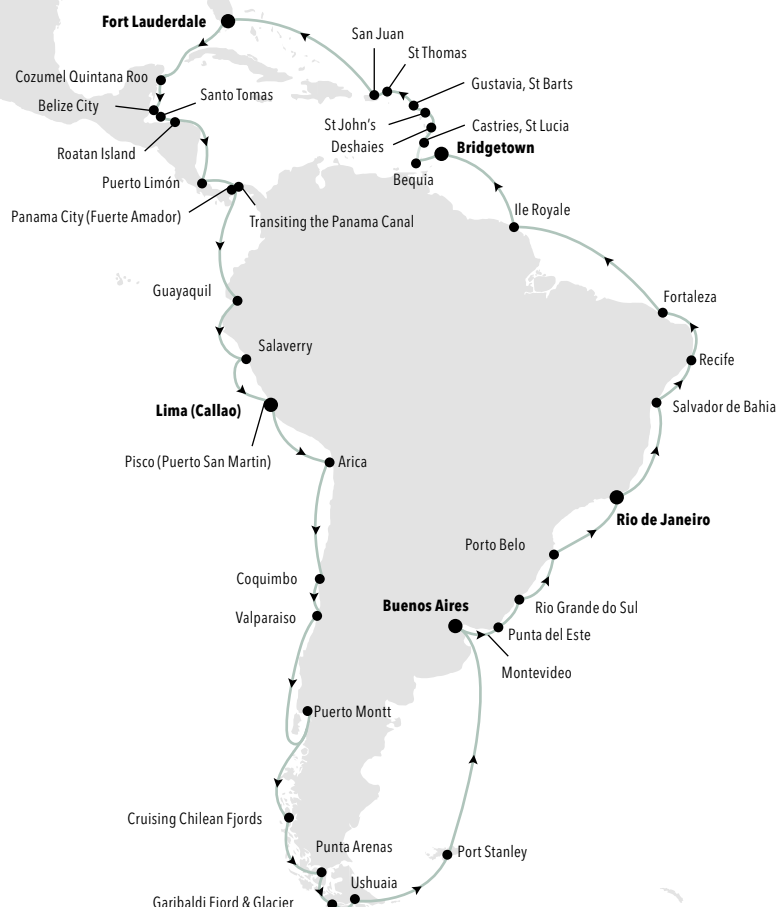 Fort Lauderdale
San Juan
St Thomas
Cozumel Quintana Roo
Gustavia, St Barts
Santo Tomas
Belize City
St John's
Castries, St Lucia
Deshaies
Bridgetown
Roatan Island
Bequia
Puerto Limón
Ile Royale
Panama City (Fuerte Amador)
Transiting the Panama Canal
Guayaquil
Fortaleza
Salaverry
Recife
Salvador de Bahia
Lima (Callao)
Pisco (Puerto San Martin)
Arica
Rio de Janeiro
Porto Belo
Coquimbo
Buenos Aires
Rio Grande do Sul
Valparaiso
Punta del Este
Montevideo
Puerto Montt
Cruising Chilean Fjords
Punta Arenas
Port Stanley
Ushuaia
Garibaldi Fjord & Glacier